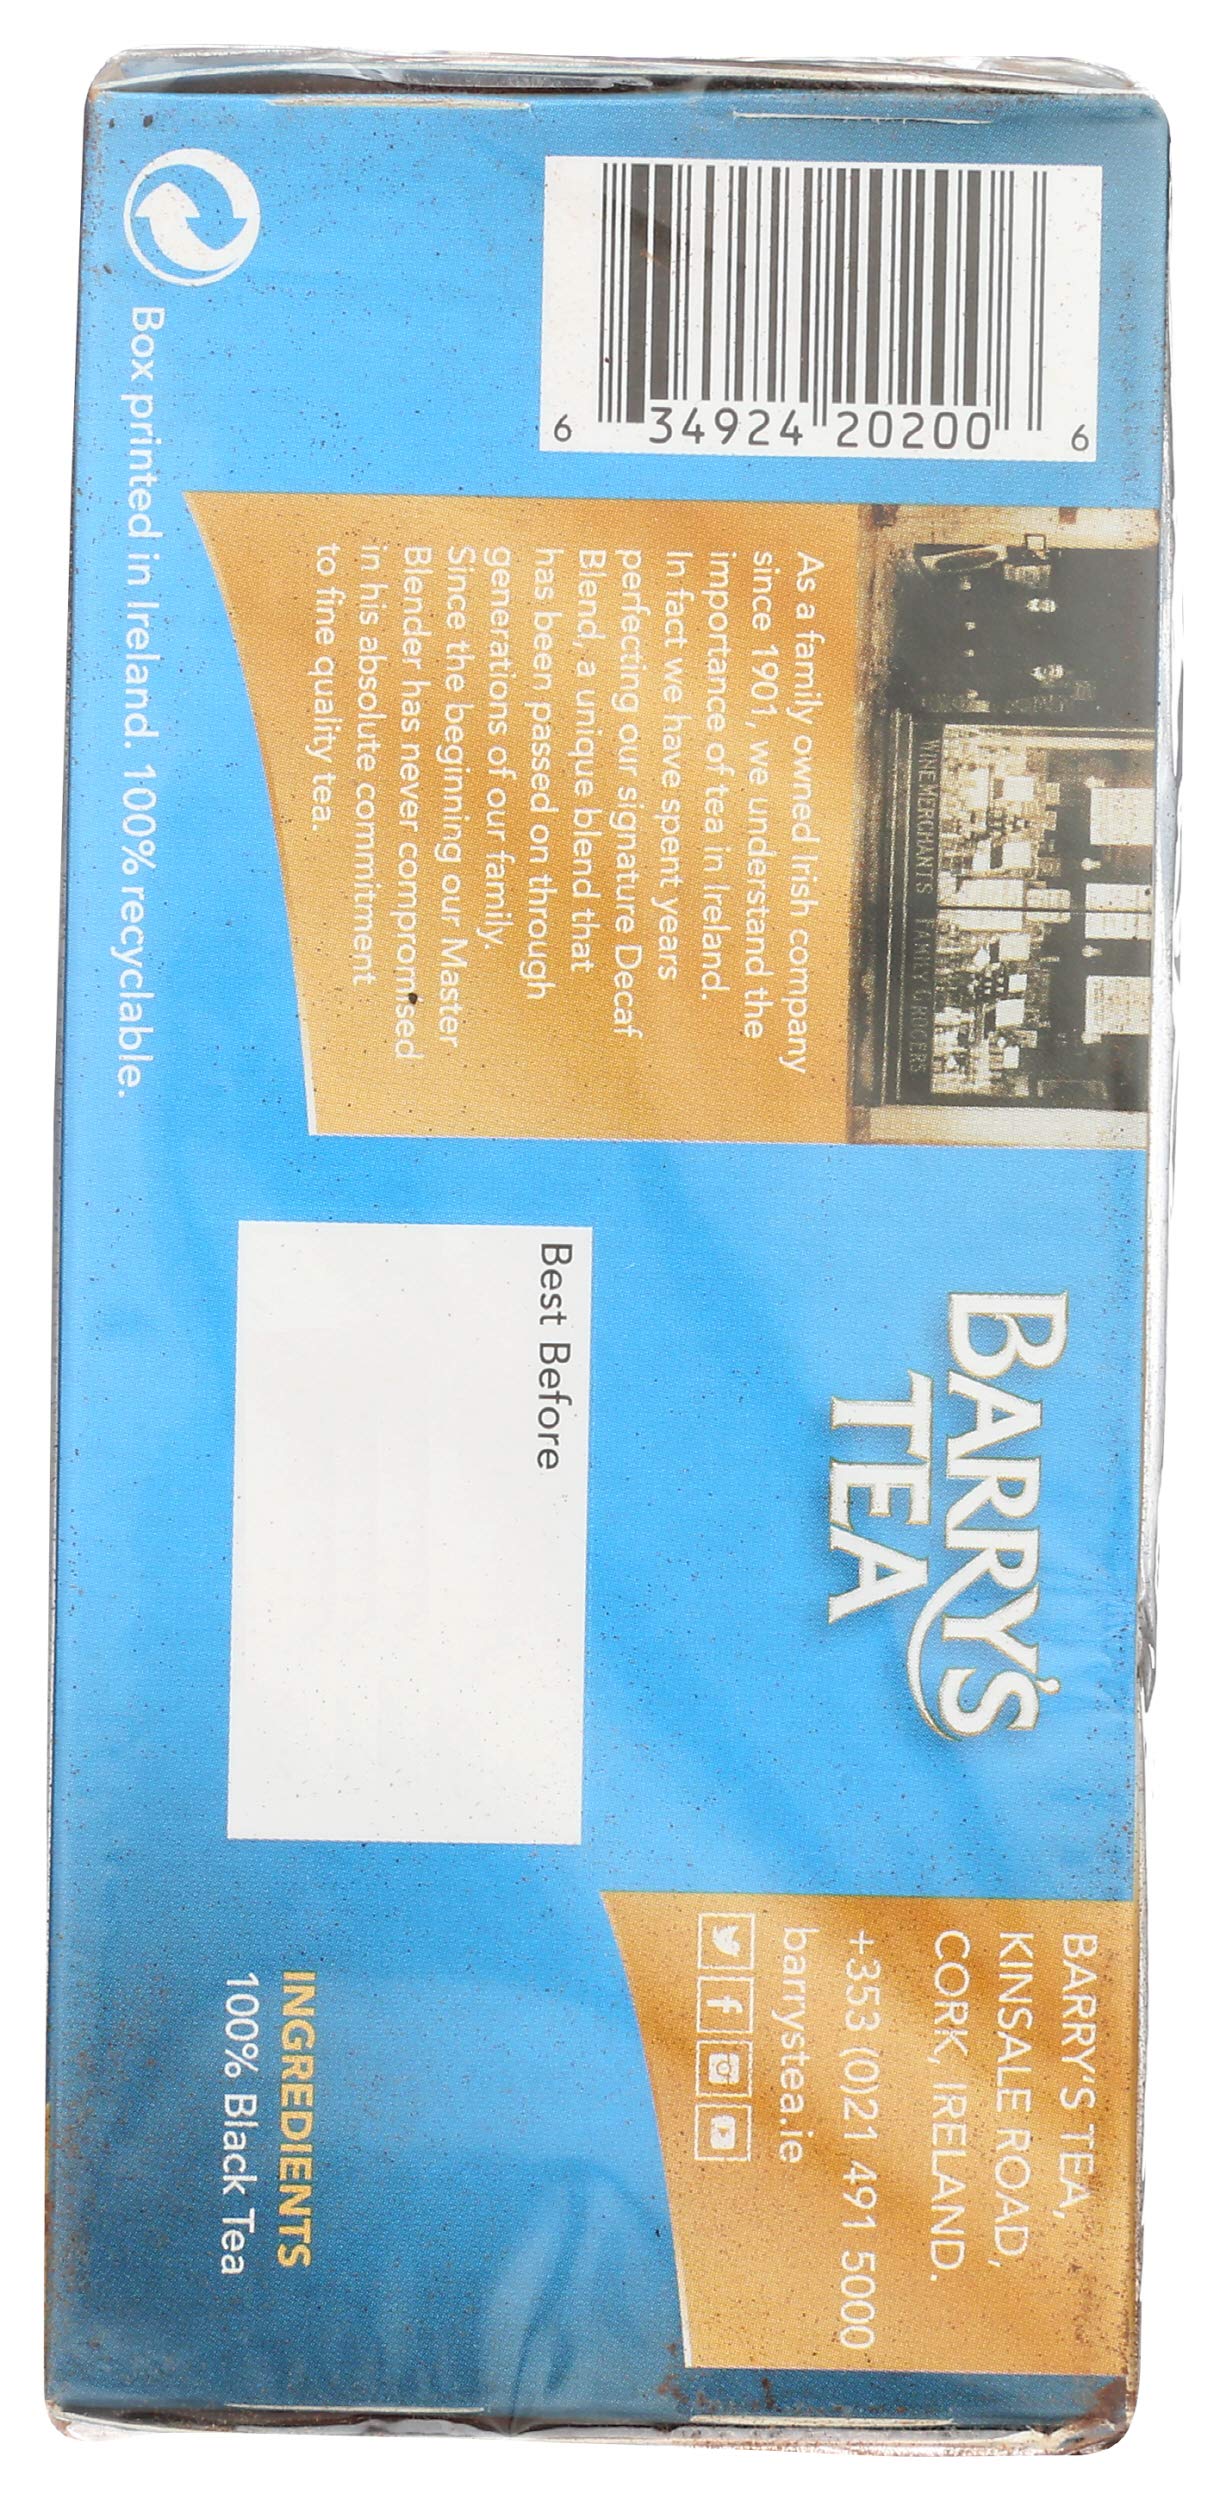 6 34924 20200 6
WINE MERCHANTS FAMILY GROCERS
As a family owned Irish company
since 1901, we understand the
importance of tea in Ireland.
In fact we have spent years
perfecting our signature Decaf
Blend, a unique blend that
has been passed on through
generations of our family.
Since the beginning our Master
Blender has never compromised
in his absolute commitment
to fine quality tea.
Box printed in Ireland. 100% recyclable.
BARRY'S
TEA
Best Before
BARRY'S TEA,
KINSALE ROAD,
CORK, IRELAND.
+353 (0)21 491 5000
barrystea.ie
INGREDIENTS
100% Black Tea